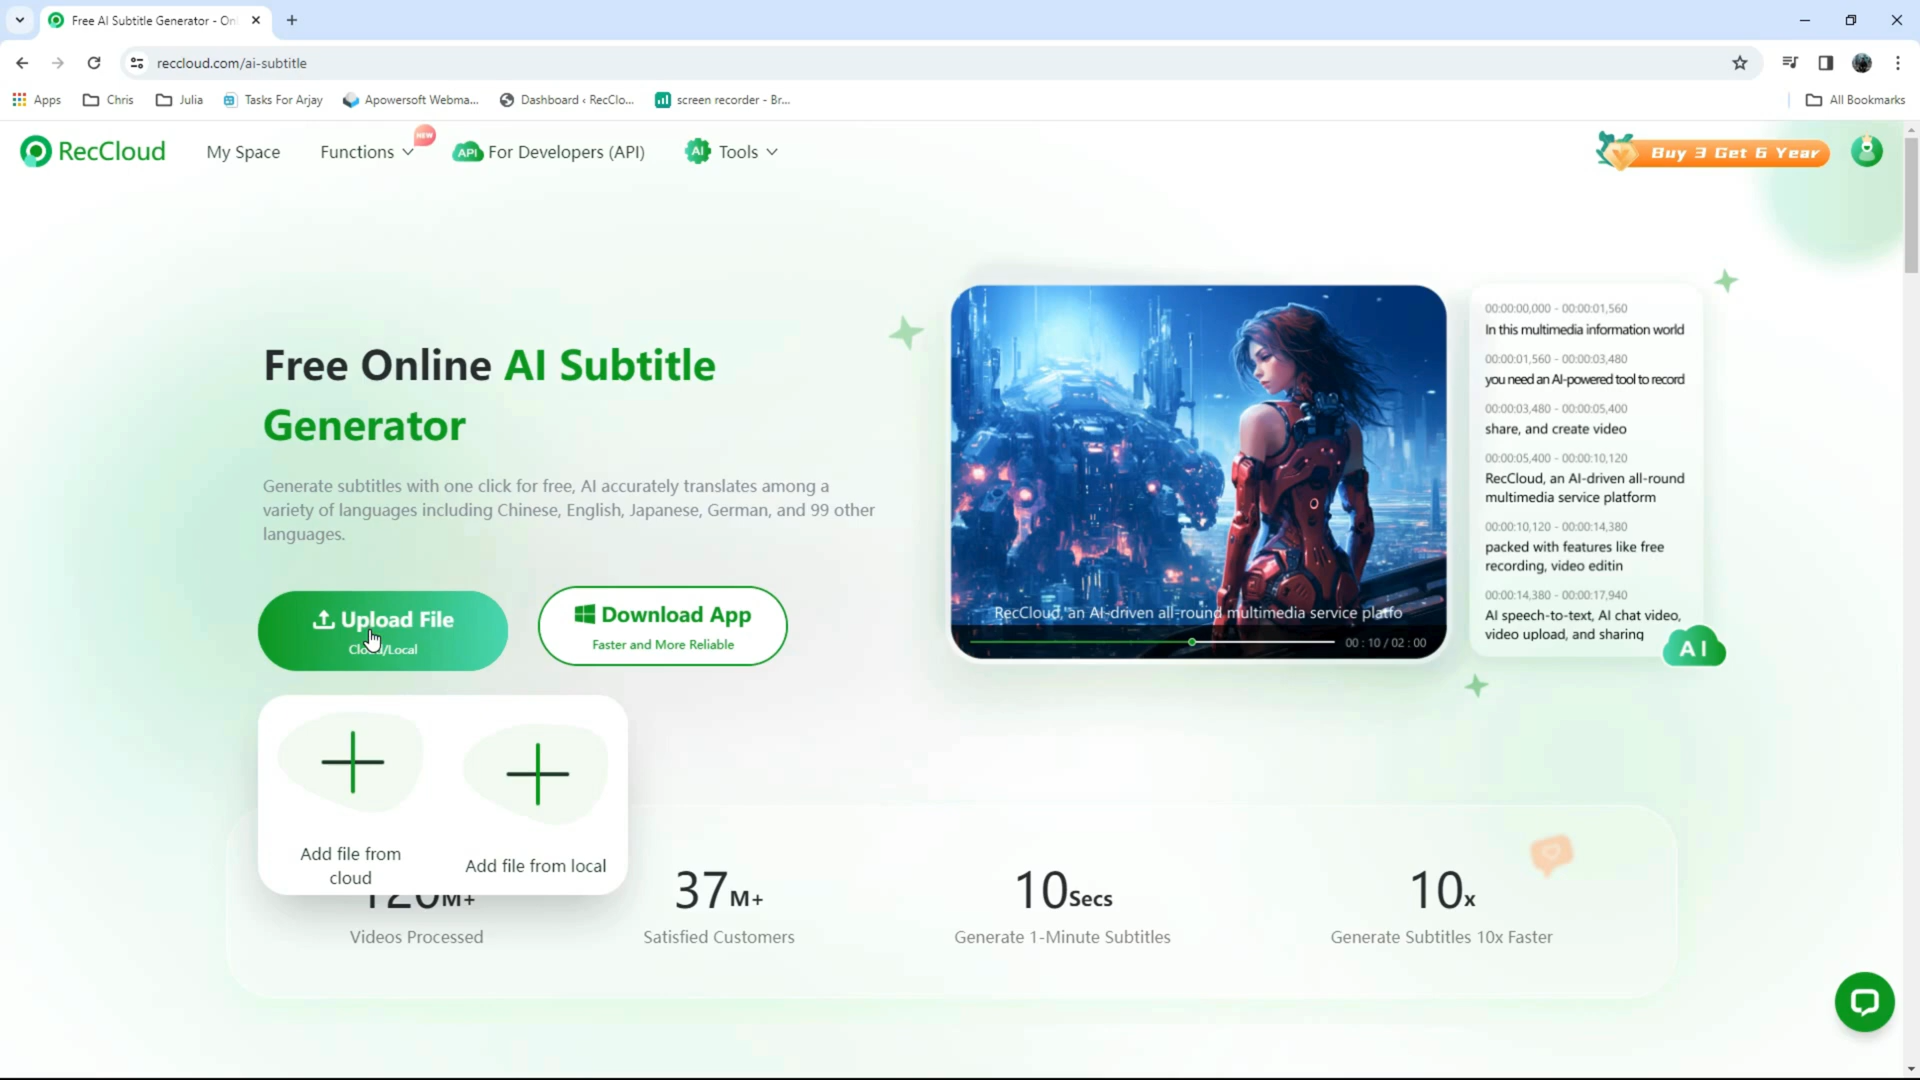 Free AI Subtitle Generator - Onl
reccloud.com/ai-subtitle
Apps
Chris
Julia
Tasks For Arjay
Apowersoft Webma...
Dashboard ‹ RecClo...
screen recorder - Br...
All Bookmarks
RecCloud
My Space
Functions
NEW
API
For Developers (API)
AI
Tools
Buy 3 Get 6 Year
Free Online AI Subtitle
Generator
Generate subtitles with one click for free, AI accurately translates among a
variety of languages including Chinese, English, Japanese, German, and 99 other
languages.
Upload File
Cloud/Local
Download App
Faster and More Reliable
Add file from
cloud
Add file from local
RecCloud, an AI-driven all-round multimedia service platfo
00:10 / 02:00
00:00:00,000 - 00:00:01,560
In this multimedia information world
00:00:01,560 - 00:00:03,480
you need an AI-powered tool to record
00:00:03,480 - 00:00:05,400
share, and create video
00:00:05,400 - 00:00:10,120
RecCloud, an AI-driven all-round
multimedia service platform
00:00:10,120 - 00:00:14,380
packed with features like free
recording, video editin
00:00:14,380 - 00:00:17,940
AI speech-to-text, AI chat video,
video upload, and sharing
AI
120M+
Videos Processed
37M+
Satisfied Customers
10Secs
Generate 1-Minute Subtitles
10x
Generate Subtitles 10x Faster